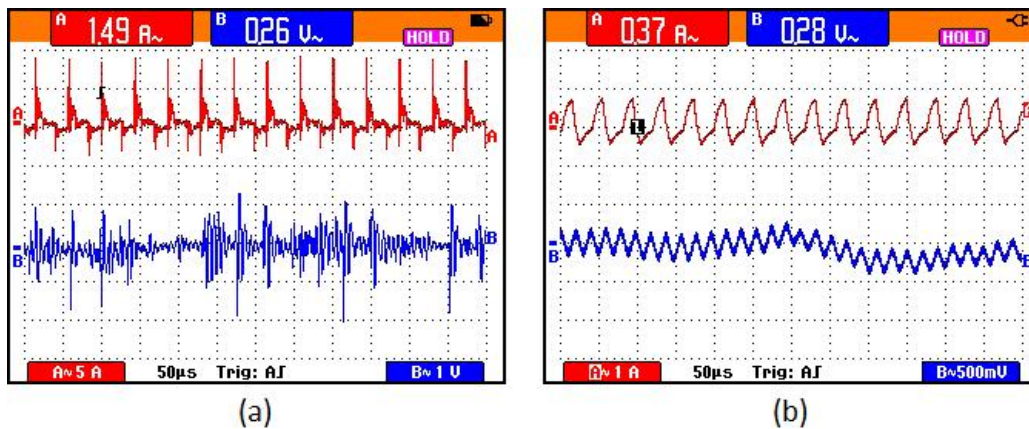 A 1.49 A~ B 0.26 V~ HOLD
A
A
B
B
A~5 A 50µs Trig: A∫ B~1 V
(a)
A 0.37 A~ B 0.28 V~ HOLD
A
B
B
A~1 A 50µs Trig: A∫ B~500mV
(b)